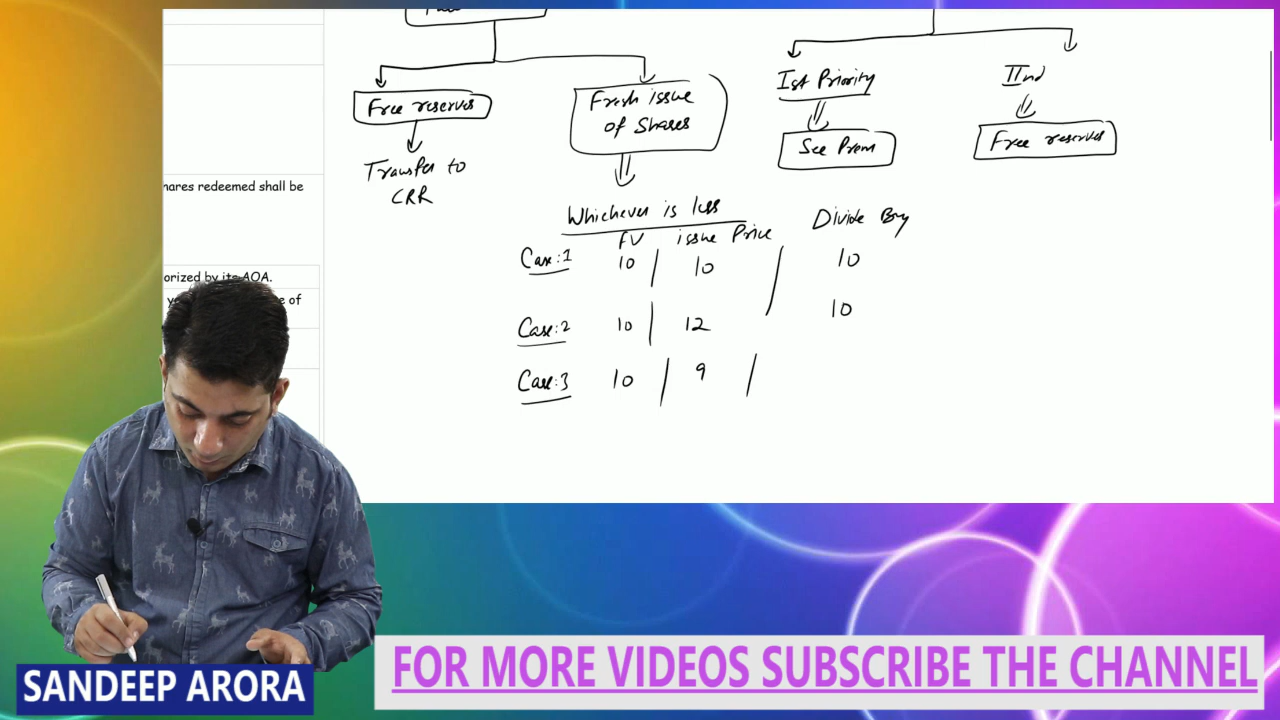 Free reserves
Transfer to
CRR
Fresh issue
of Shares
Ist Priority
See Prem
IInd
Free reserves
Whichever is less
FV issue Price Divide By
Case:1 10 10 10
Case:2 10 12 10
Case:3 10 9
hares redeemed shall be
orized by its AOA.
e of
SANDEEP ARORA
FOR MORE VIDEOS SUBSCRIBE THE CHANNEL